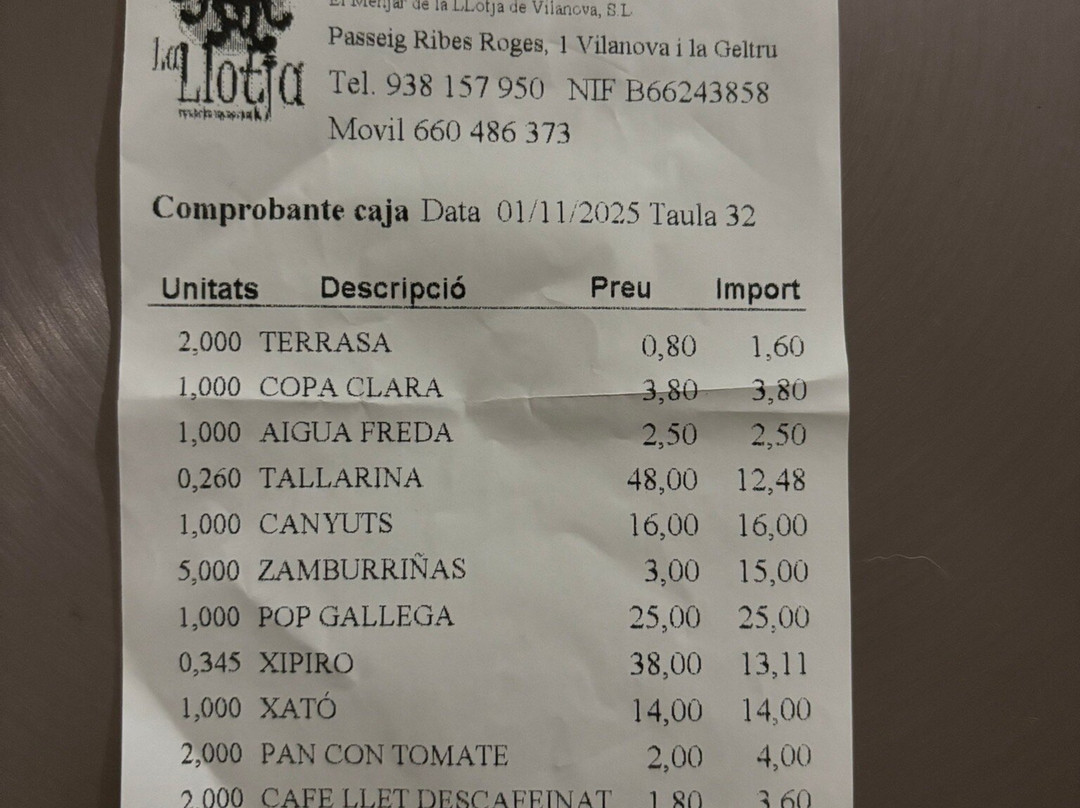 El Menjar de la LLotja de Vilanova, S.L
La Llotja
Passeig Ribes Roges, 1 Vilanova i la Geltru
Tel. 938 157 950 NIF B66243858
Movil 660 486 373
Comprobante caja Data 01/11/2025 Taula 32
Unitats Descripció Preu Import
2,000 TERRASA 0,80 1,60
1,000 COPA CLARA 3,80 3,80
1,000 AIGUA FREDA 2,50 2,50
0,260 TALLARINA 48,00 12,48
1,000 CANYUTS 16,00 16,00
5,000 ZAMBURRIÑAS 3,00 15,00
1,000 POP GALLEGA 25,00 25,00
0,345 XIPIRO 38,00 13,11
1,000 XATÓ 14,00 14,00
2,000 PAN CON TOMATE 2,00 4,00
2,000 CAFE LLET DESCAFEINAT 1,80 3,60